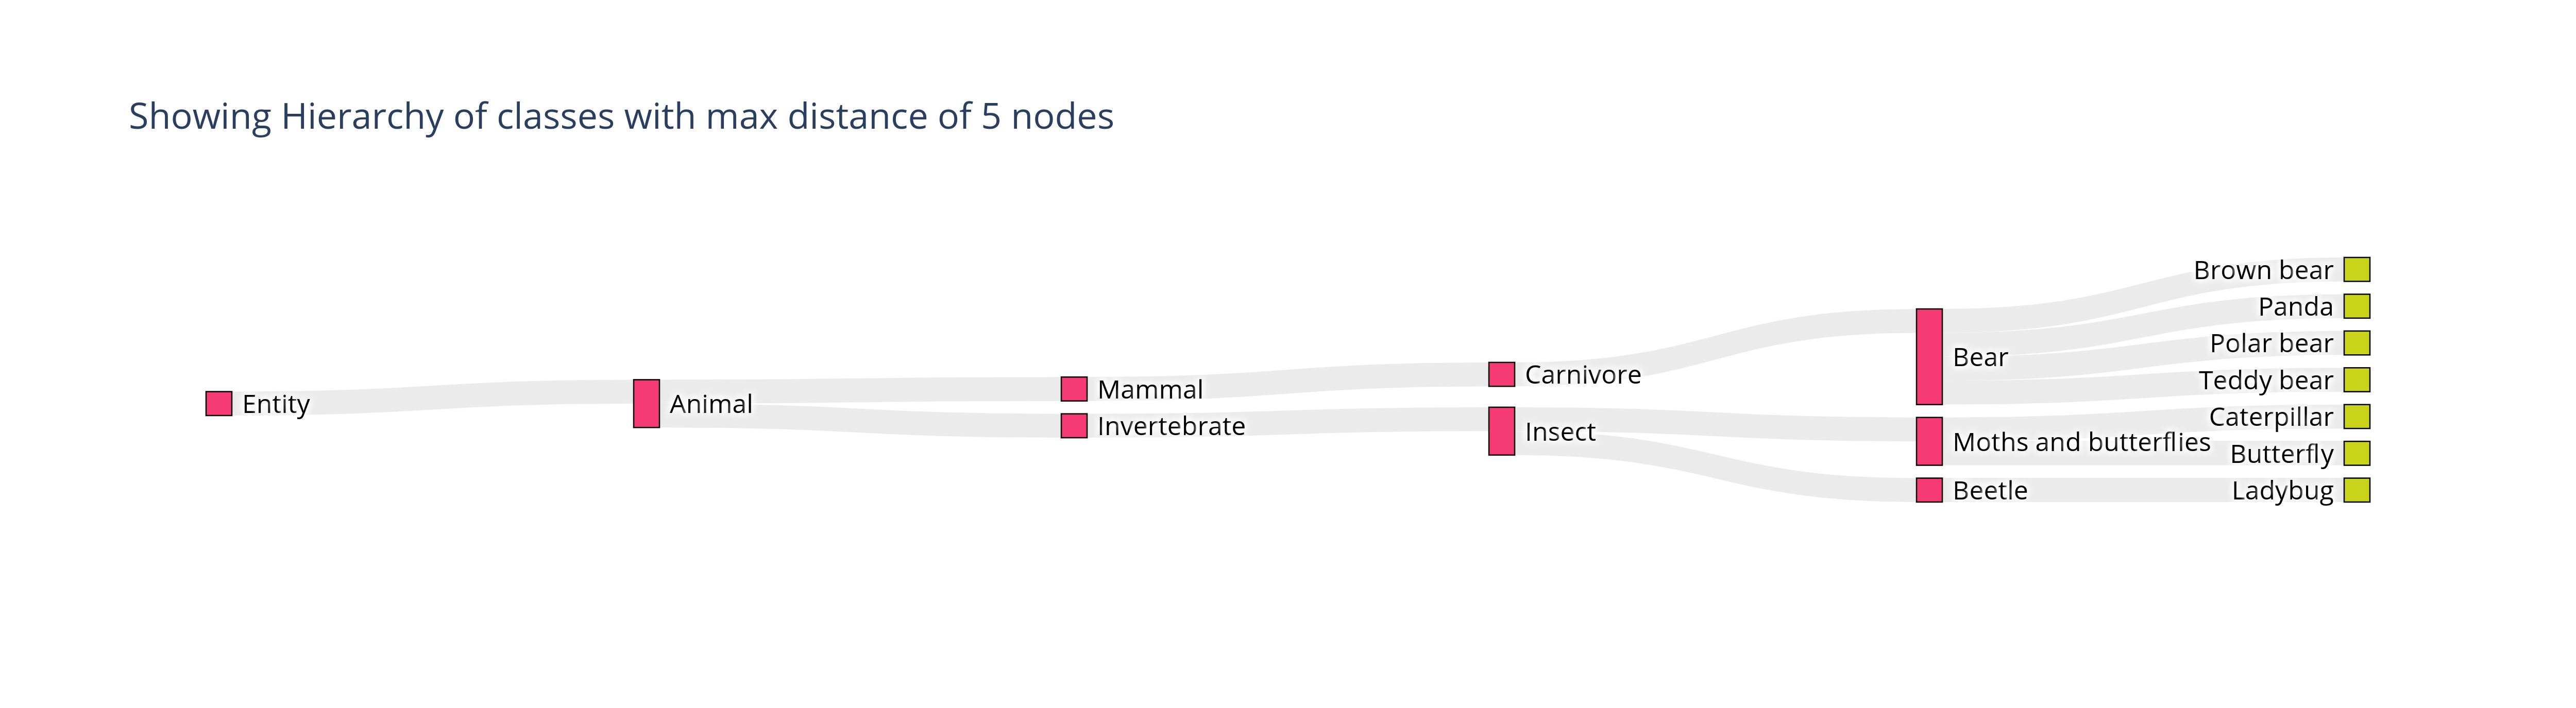 Showing Hierarchy of classes with max distance of 5 nodes
Entity
Animal
Mammal
Invertebrate
Carnivore
Insect
Bear
Moths and butterflies
Beetle
Brown bear
Panda
Polar bear
Teddy bear
Caterpillar
Butterfly
Ladybug